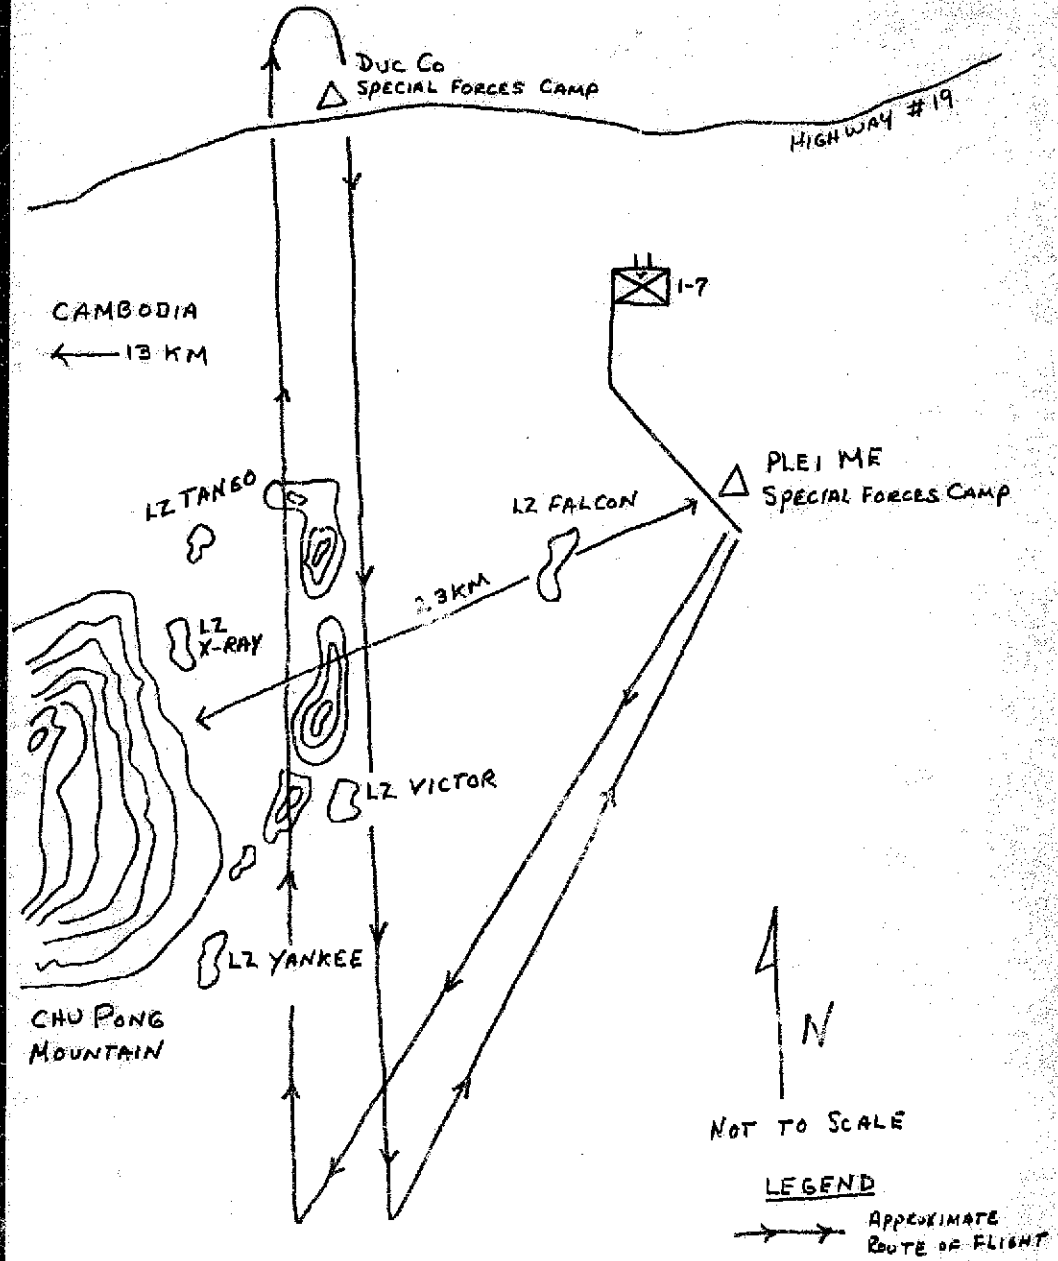 DUC CO
SPECIAL FORCES CAMP
HIGHWAY #19
1-7
CAMBODIA
13 KM
PLEI ME
SPECIAL FORCES CAMP
LZ TANGO
LZ FALCON
3KM
LZ
X-RAY
LZ VICTOR
LZ YANKEE
CHU PONG
MOUNTAIN
N
NOT TO SCALE
LEGEND
APPROXIMATE
ROUTE OF FLIGHT